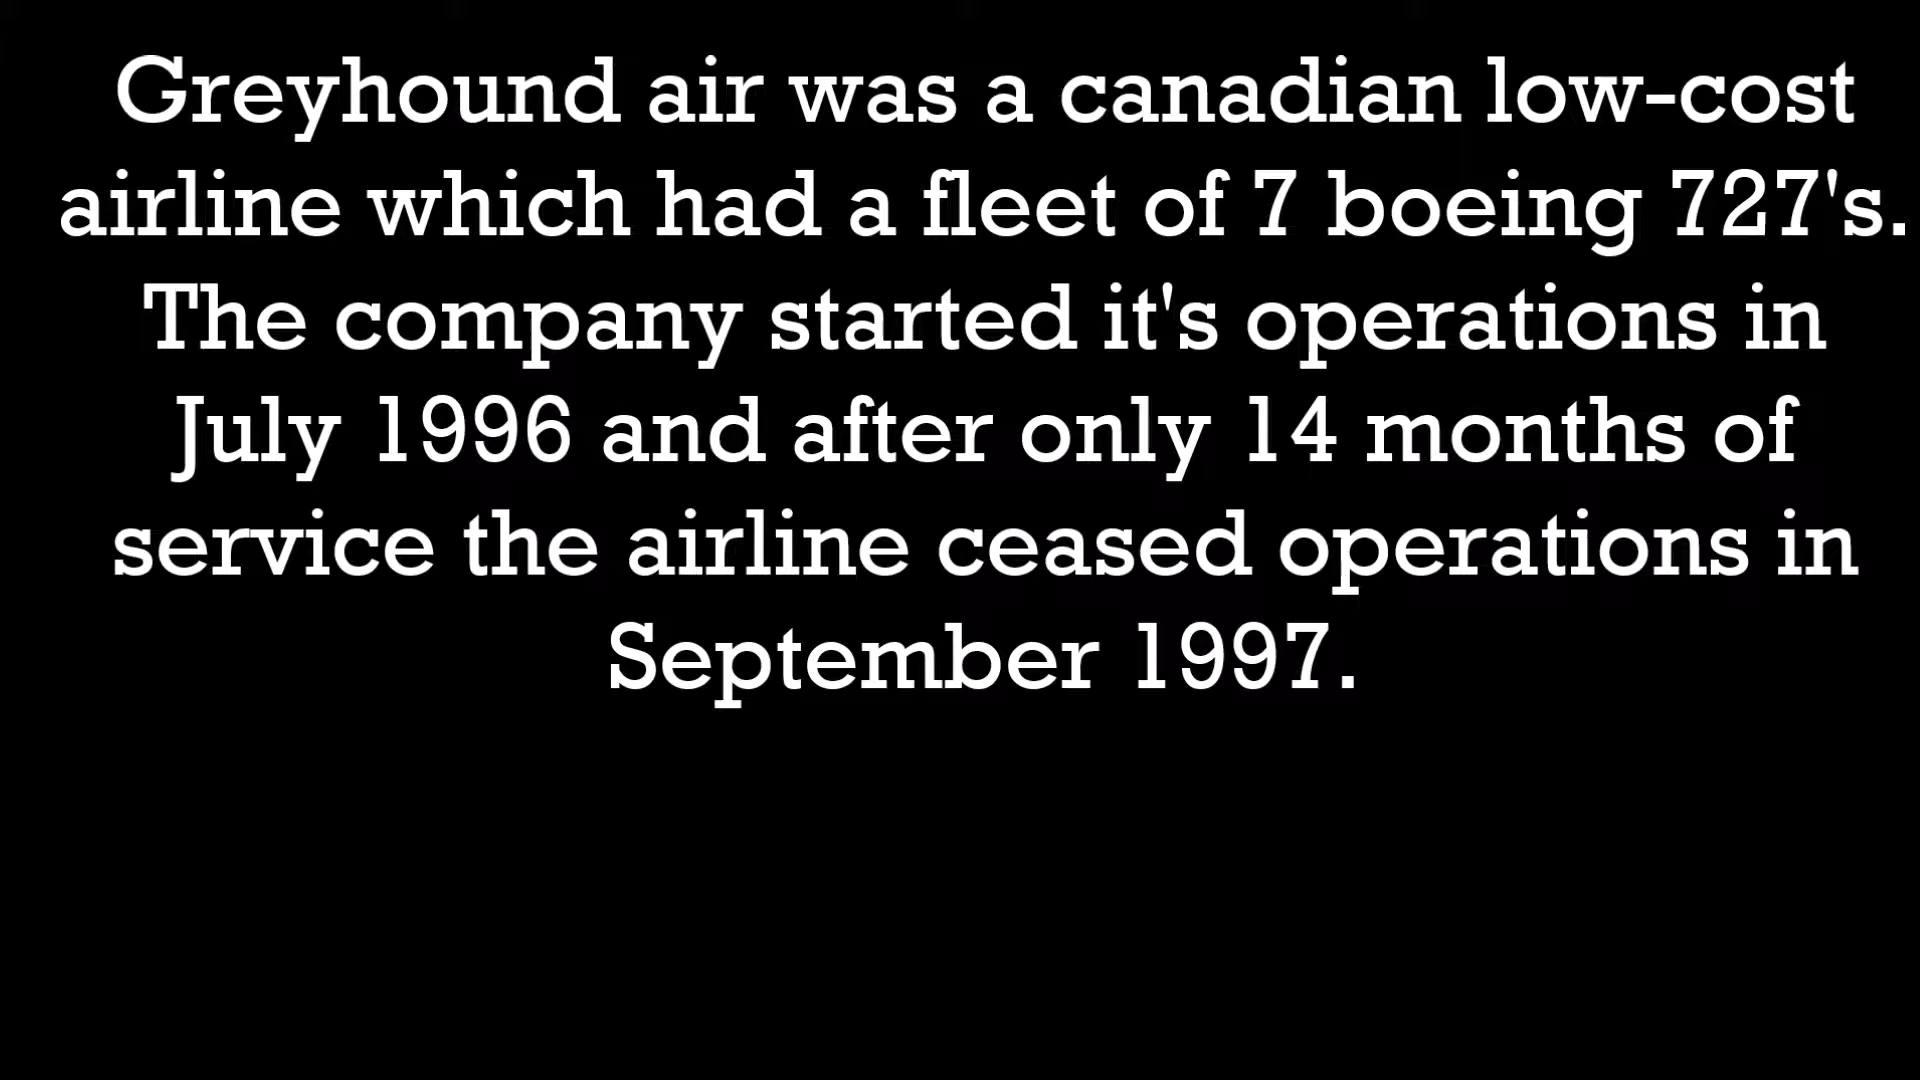 Greyhound air was a canadian low-cost
airline which had a fleet of 7 boeing 727's.
The company started it's operations in
July 1996 and after only 14 months of
service the airline ceased operations in
September 1997.